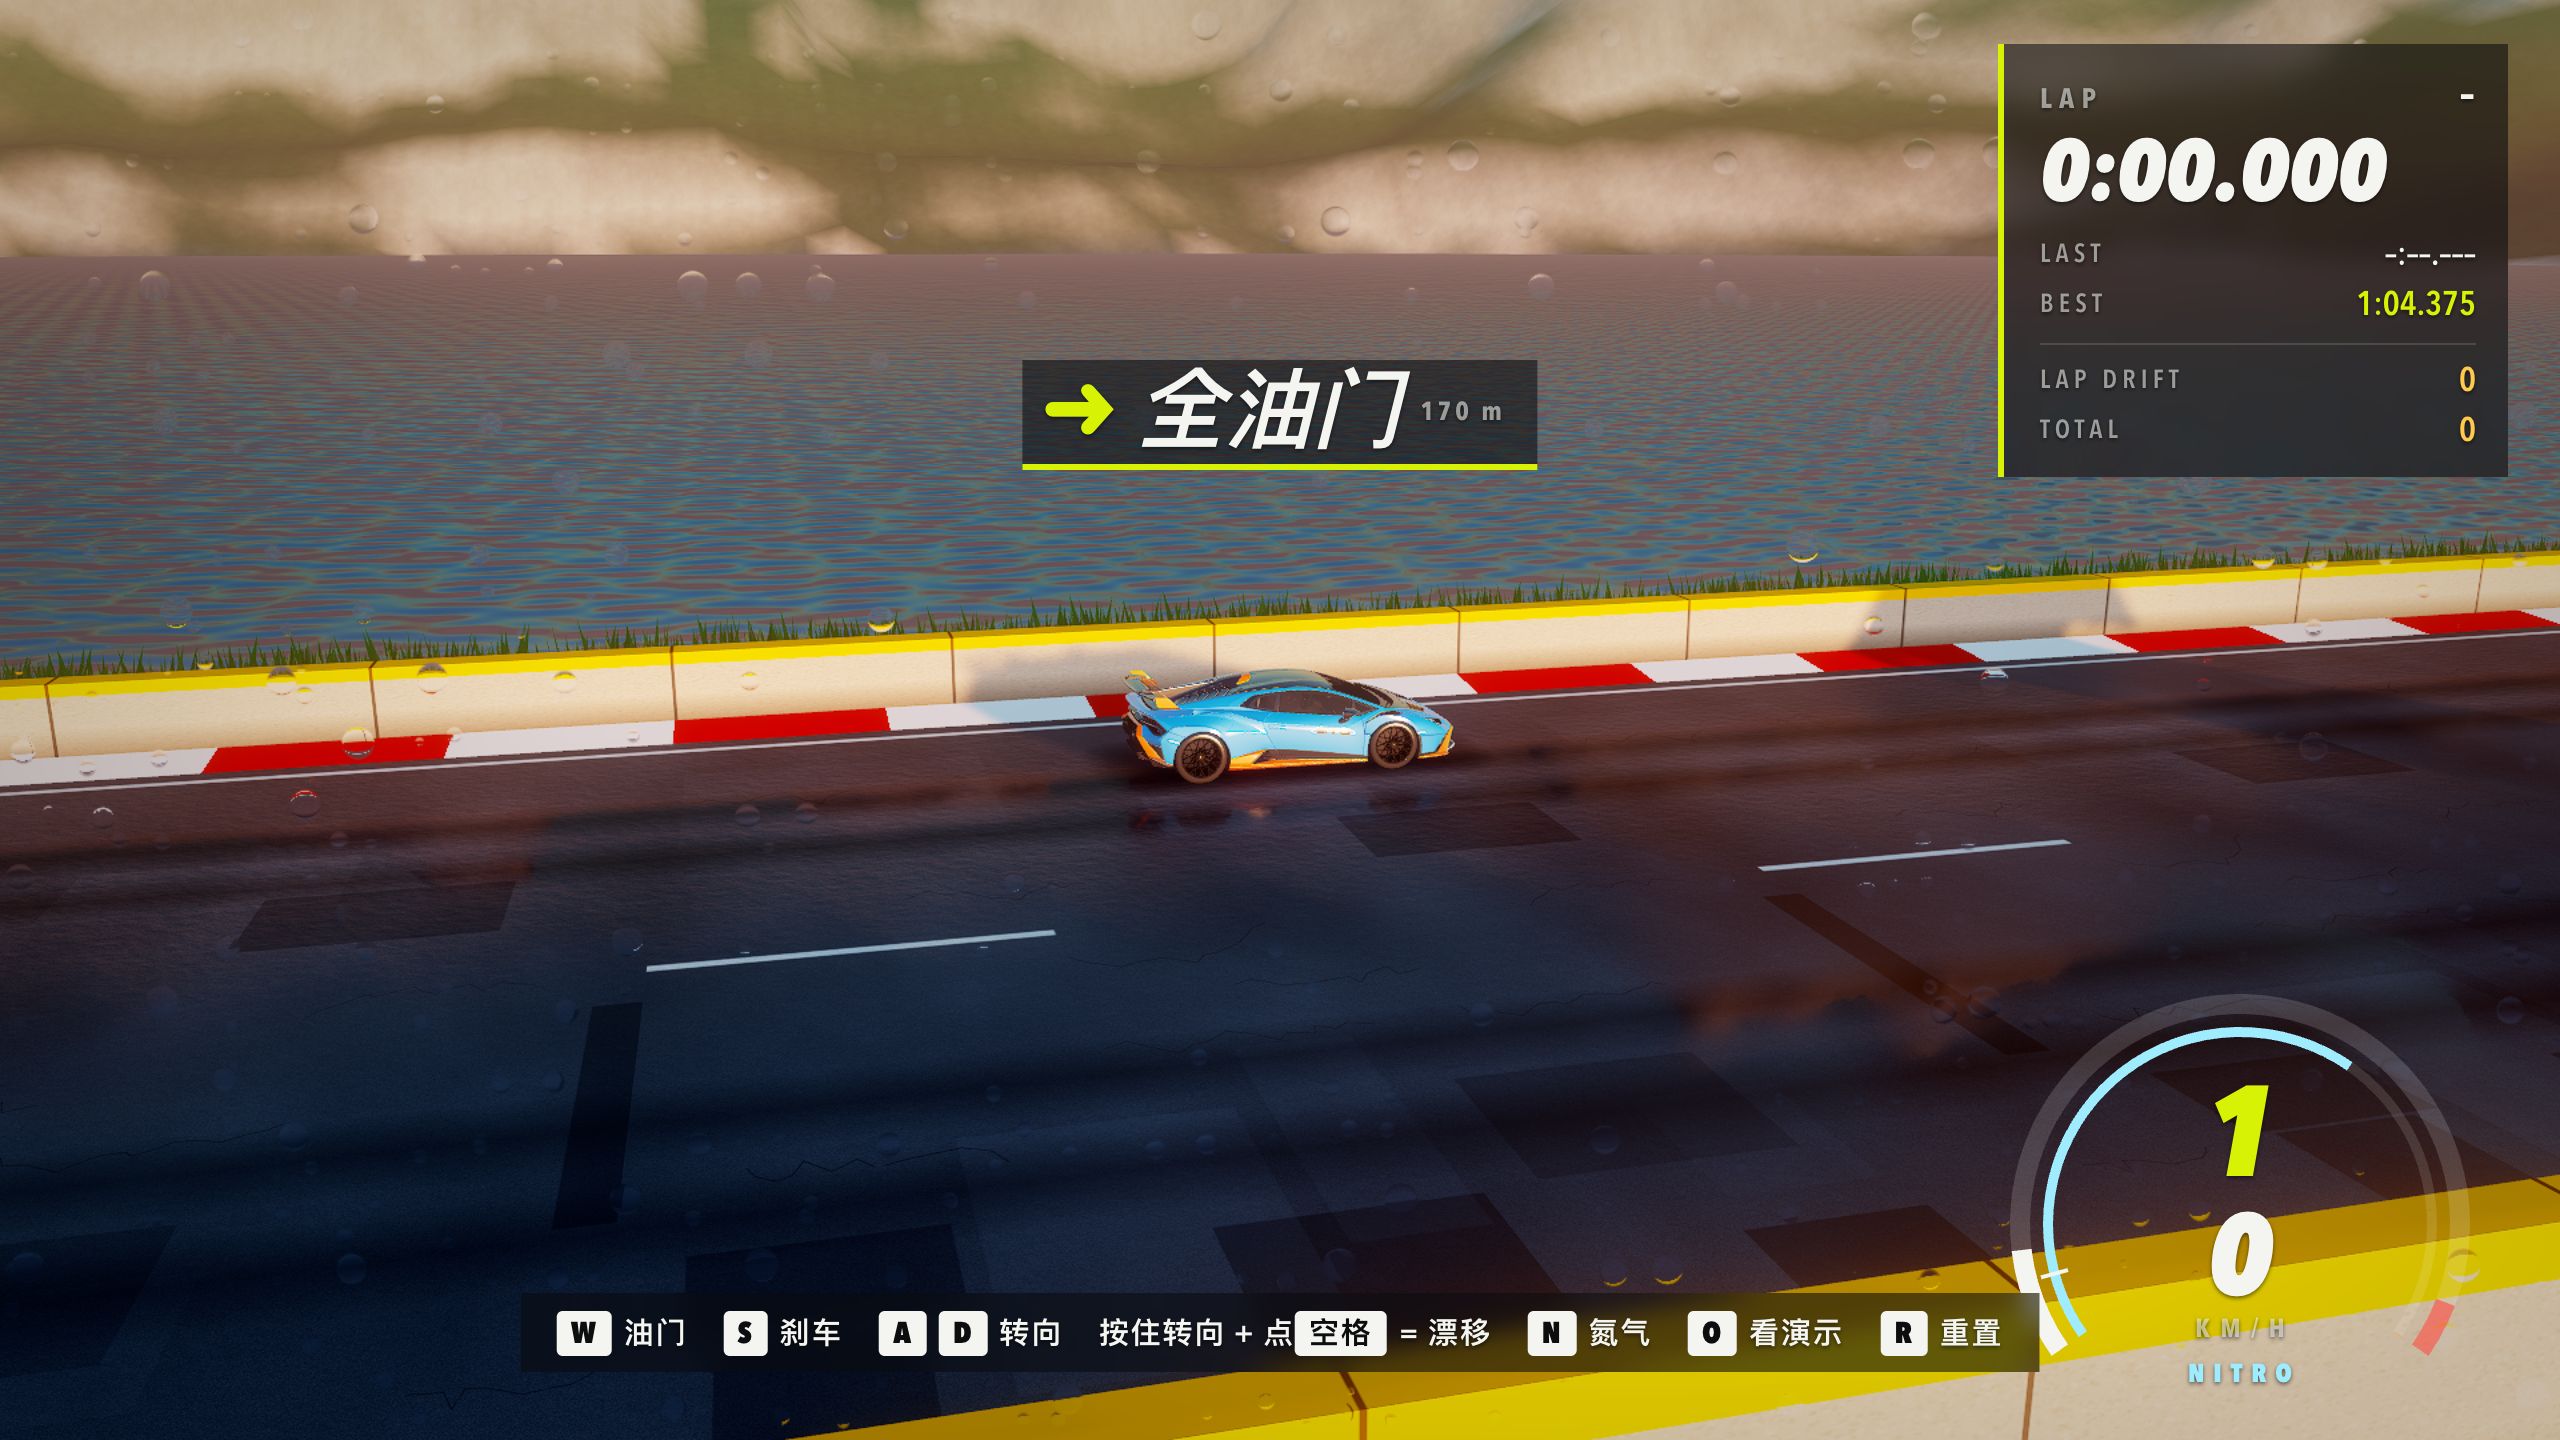 LAP -
0:00.000
LAST -:--.---
BEST 1:04.375
LAP DRIFT 0
TOTAL 0
全油门 170 m
1
0
KM/H
NITRO
W 油门 S 刹车 A D 转向 按住转向 + 点 空格 = 漂移 N 氮气 O 看演示 R 重置